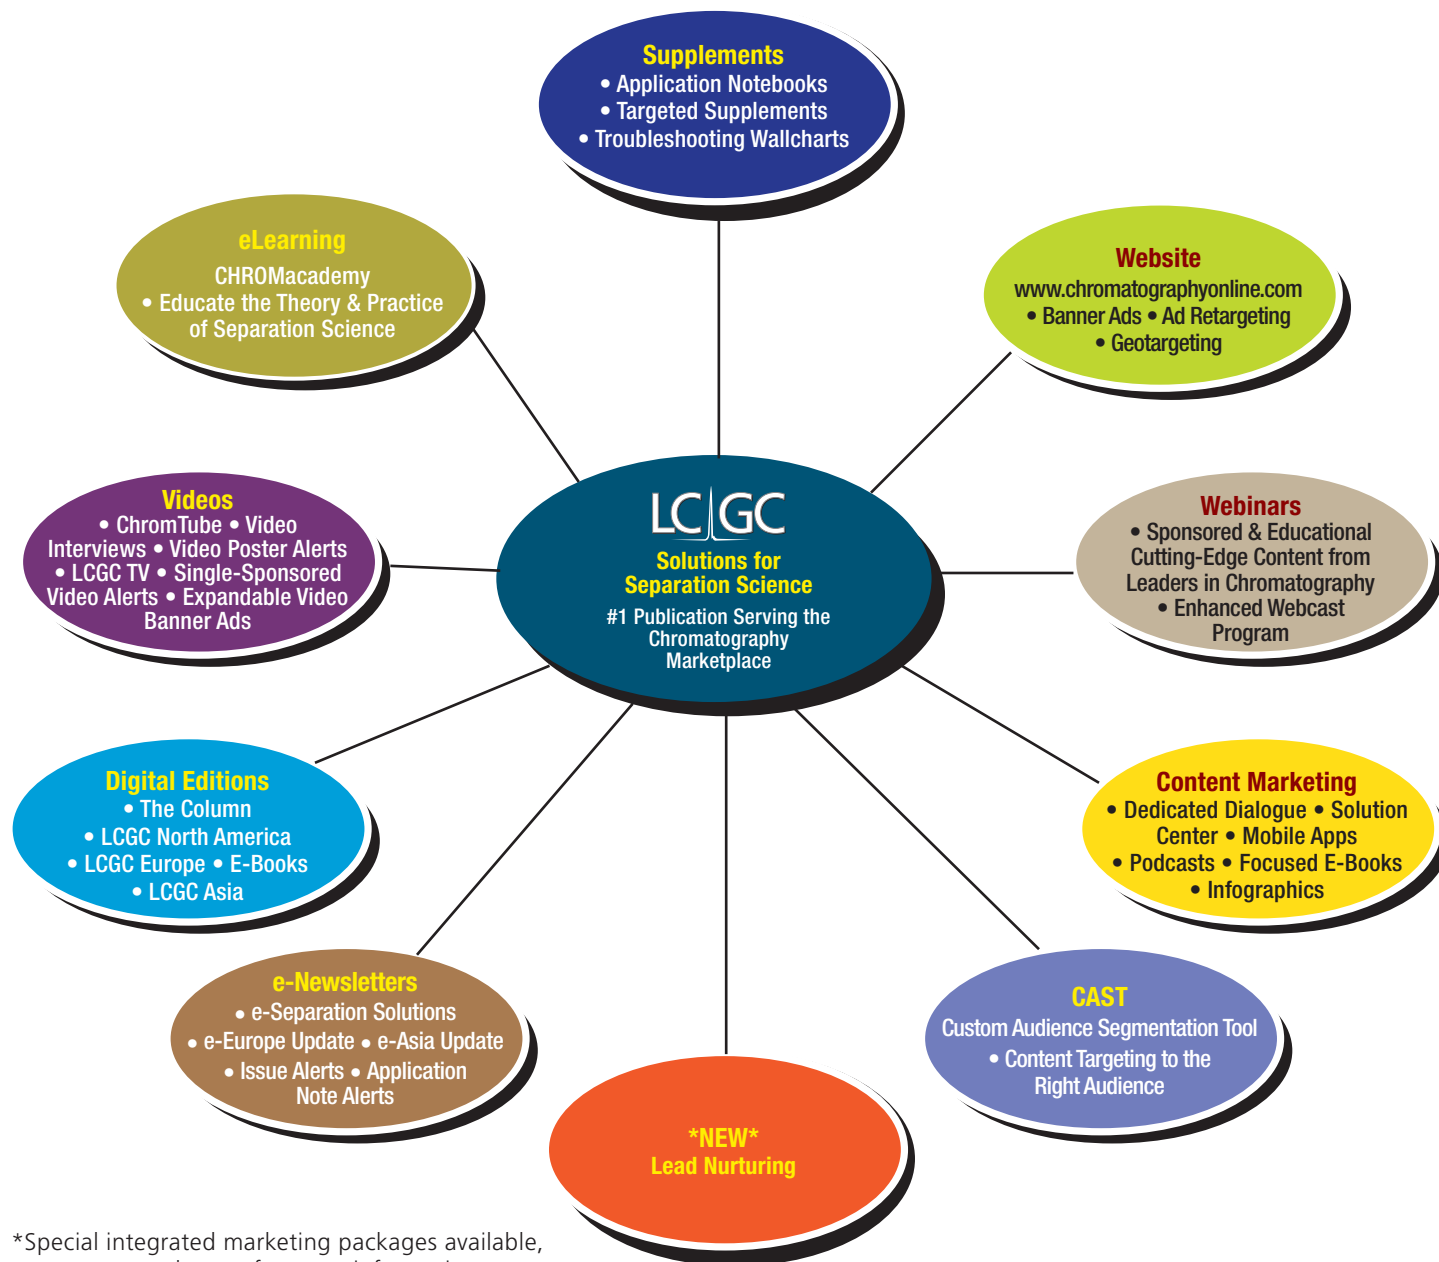 Supplements
• Application Notebooks
• Targeted Supplements
• Troubleshooting Wallcharts
eLearning
CHROMacademy
• Educate the Theory & Practice
of Separation Science
Website
www.chromatographyonline.com
• Banner Ads • Ad Retargeting
• Geotargeting
Videos
• ChromTube • Video
Interviews • Video Poster Alerts
• LCGC TV • Single-Sponsored
Video Alerts • Expandable Video
Banner Ads
LCGC
Solutions for
Separation Science
#1 Publication Serving the
Chromatography
Marketplace
Webinars
• Sponsored & Educational
Cutting-Edge Content from
Leaders in Chromatography
• Enhanced Webcast
Program
Digital Editions
• The Column
• LCGC North America
• LCGC Europe • E-Books
• LCGC Asia
Content Marketing
• Dedicated Dialogue • Solution
Center • Mobile Apps
• Podcasts • Focused E-Books
• Infographics
e-Newsletters
• e-Separation Solutions
• e-Europe Update • e-Asia Update
• Issue Alerts • Application
Note Alerts
CAST
Custom Audience Segmentation Tool
• Content Targeting to the
Right Audience
*NEW*
Lead Nurturing
*Special integrated marketing packages available,